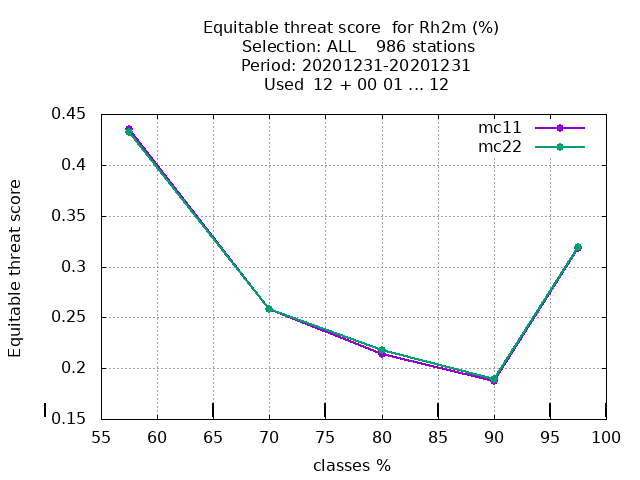 Equitable threat score  for Rh2m (%)
Selection: ALL    986 stations
Period: 20201231-20201231
Used  12 + 00 01 ... 12
mc11
mc22
Equitable threat score
0.45
0.4
0.35
0.3
0.25
0.2
0.15
55 60 65 70 75 80 85 90 95 100
classes %